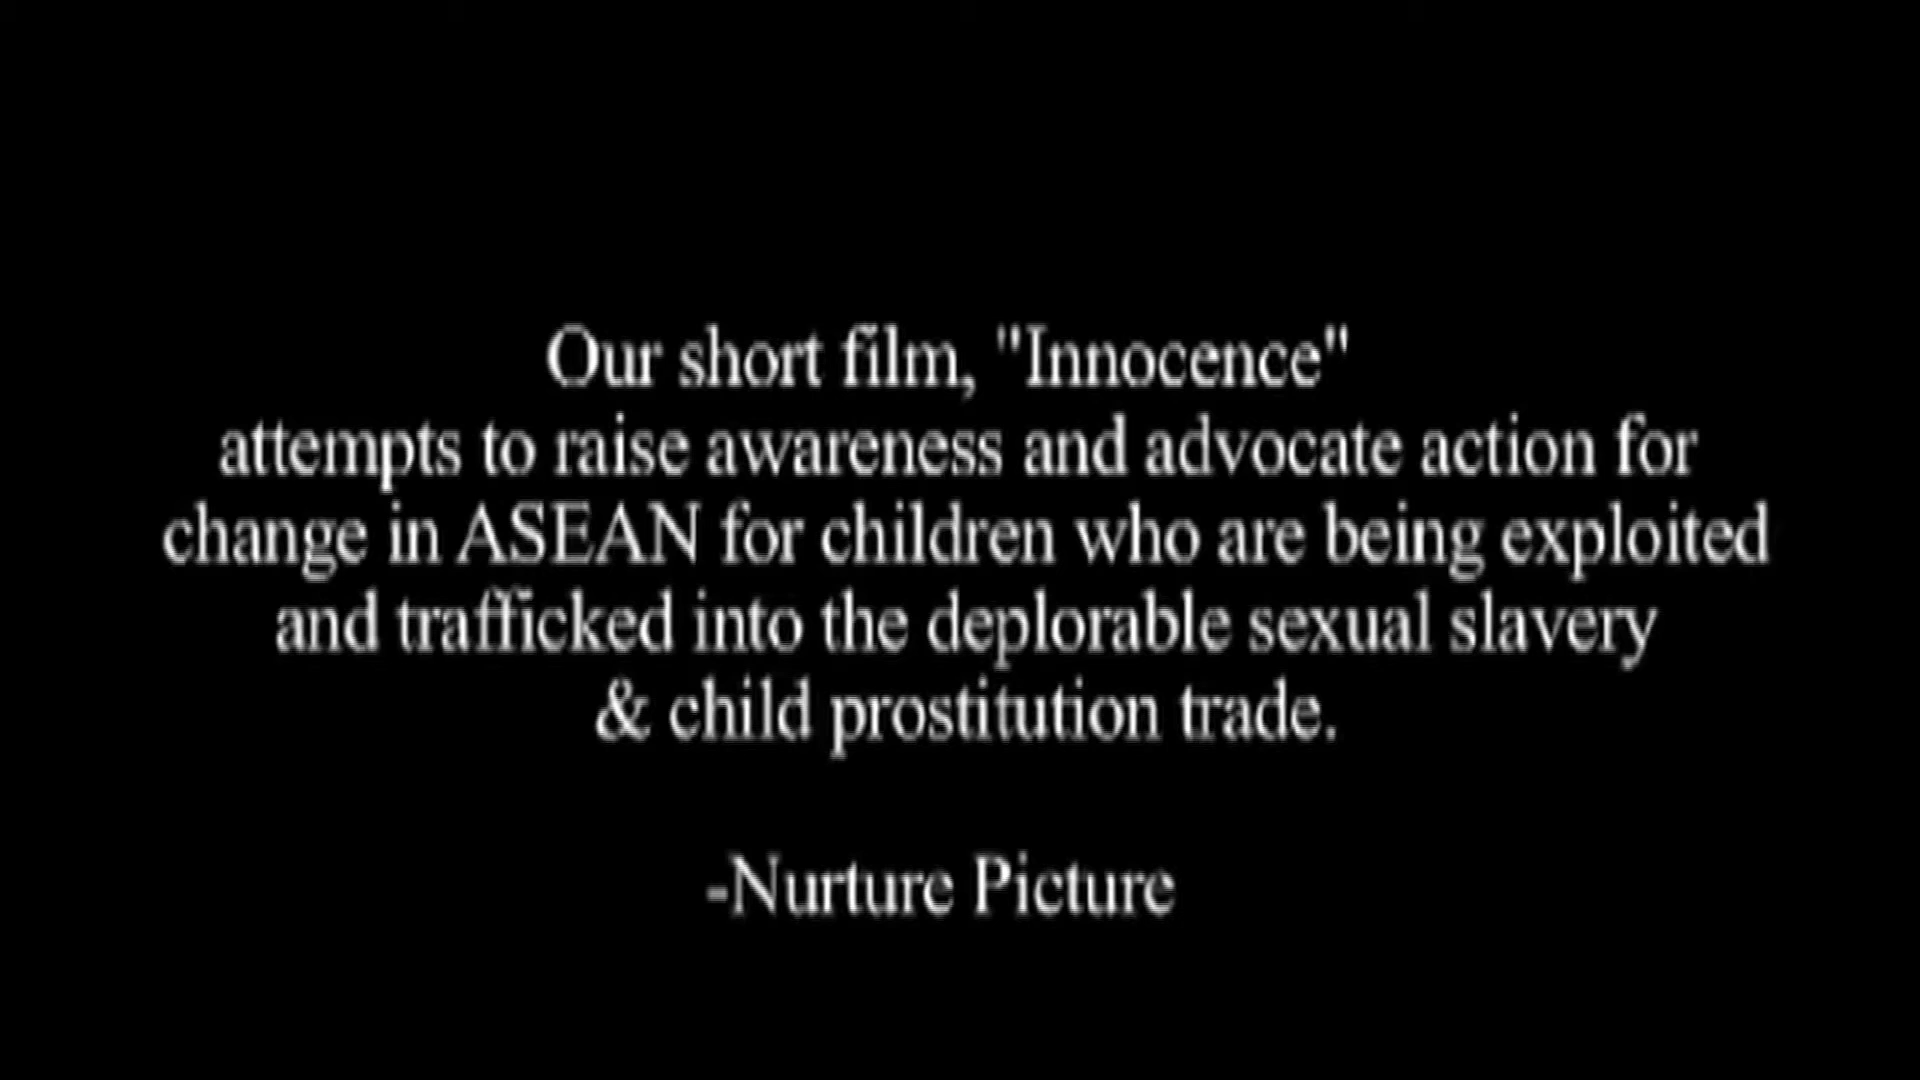 Our short film, "Innocence"
attempts to raise awareness and advocate action for
change in ASEAN for children who are being exploited
and trafficked into the deplorable sexual slavery
& child prostitution trade.
-Nurture Picture